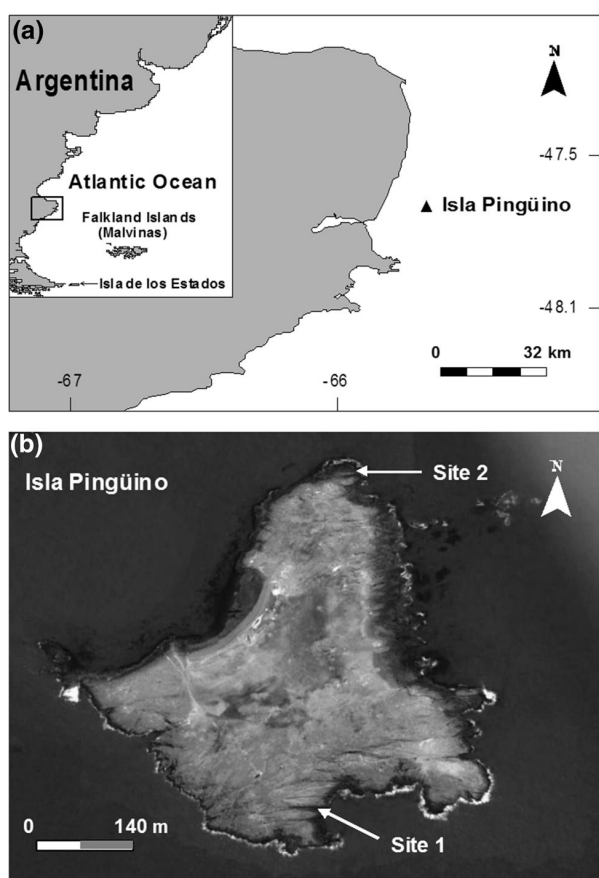 (a)
Argentina
Atlantic Ocean
Falkland Islands
(Malvinas)
Isla de los Estados
N
-47.5
Isla Pingüino
-48.1
0 32 km
-67 -66
(b)
Isla Pingüino
Site 2
N
0 140 m
Site 1